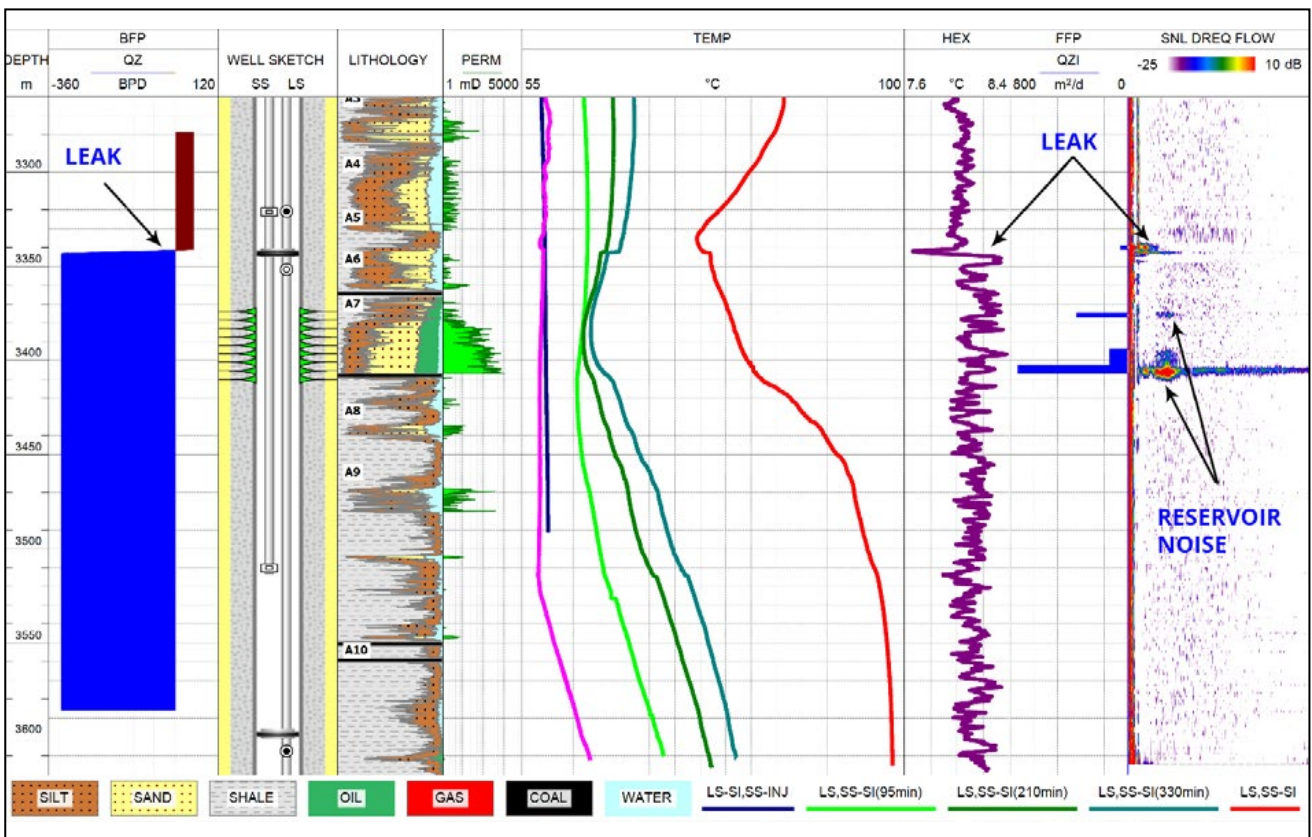 BFP
TEMP
HEX
FFP
SNL DREQ FLOW
DEPTH
QZ
WELL SKETCH
LITHOLOGY
PERM
QZI
-25
10 dB
m
-360
BPD
120
SS
LS
1
mD
5000
55
°C
100
7.6
°C
8.4
800
m²/d
0
LEAK
LEAK
3300
3350
3400
3450
3500
3550
3600
A3
A4
A5
A6
A7
A8
A9
A10
RESERVOIR
NOISE
SILT
SAND
SHALE
OIL
GAS
COAL
WATER
LS-SI,SS-INJ
LS,SS-SI(95min)
LS,SS-SI(210min)
LS,SS-SI(330min)
LS,SS-SI